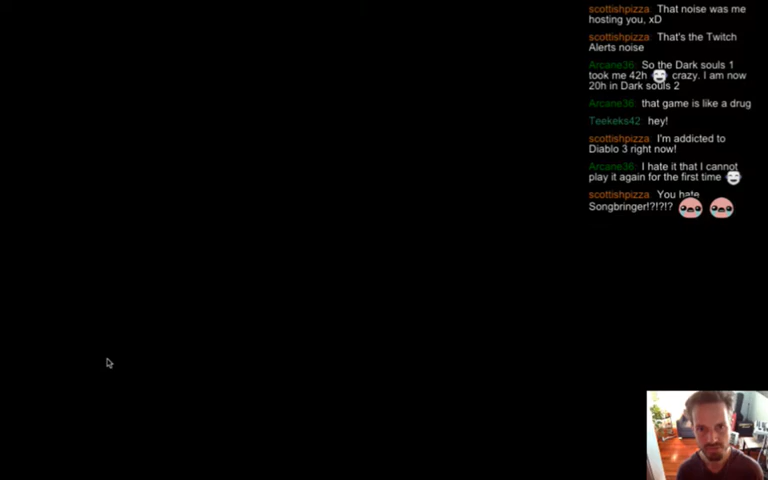 scottishpizza That noise was me
hosting you, xD
scottishpizza That's the Twitch
Alerts noise
Arcane36 So the Dark souls 1
took me 42h crazy. I am now
20h in Dark souls 2
Arcane36 that game is like a drug
Teekeks42 hey!
scottishpizza I'm addicted to
Diablo 3 right now!
Arcane36 I hate it that I cannot
play it again for the first time
scottishpizza You hate
Songbringer!?!?!?